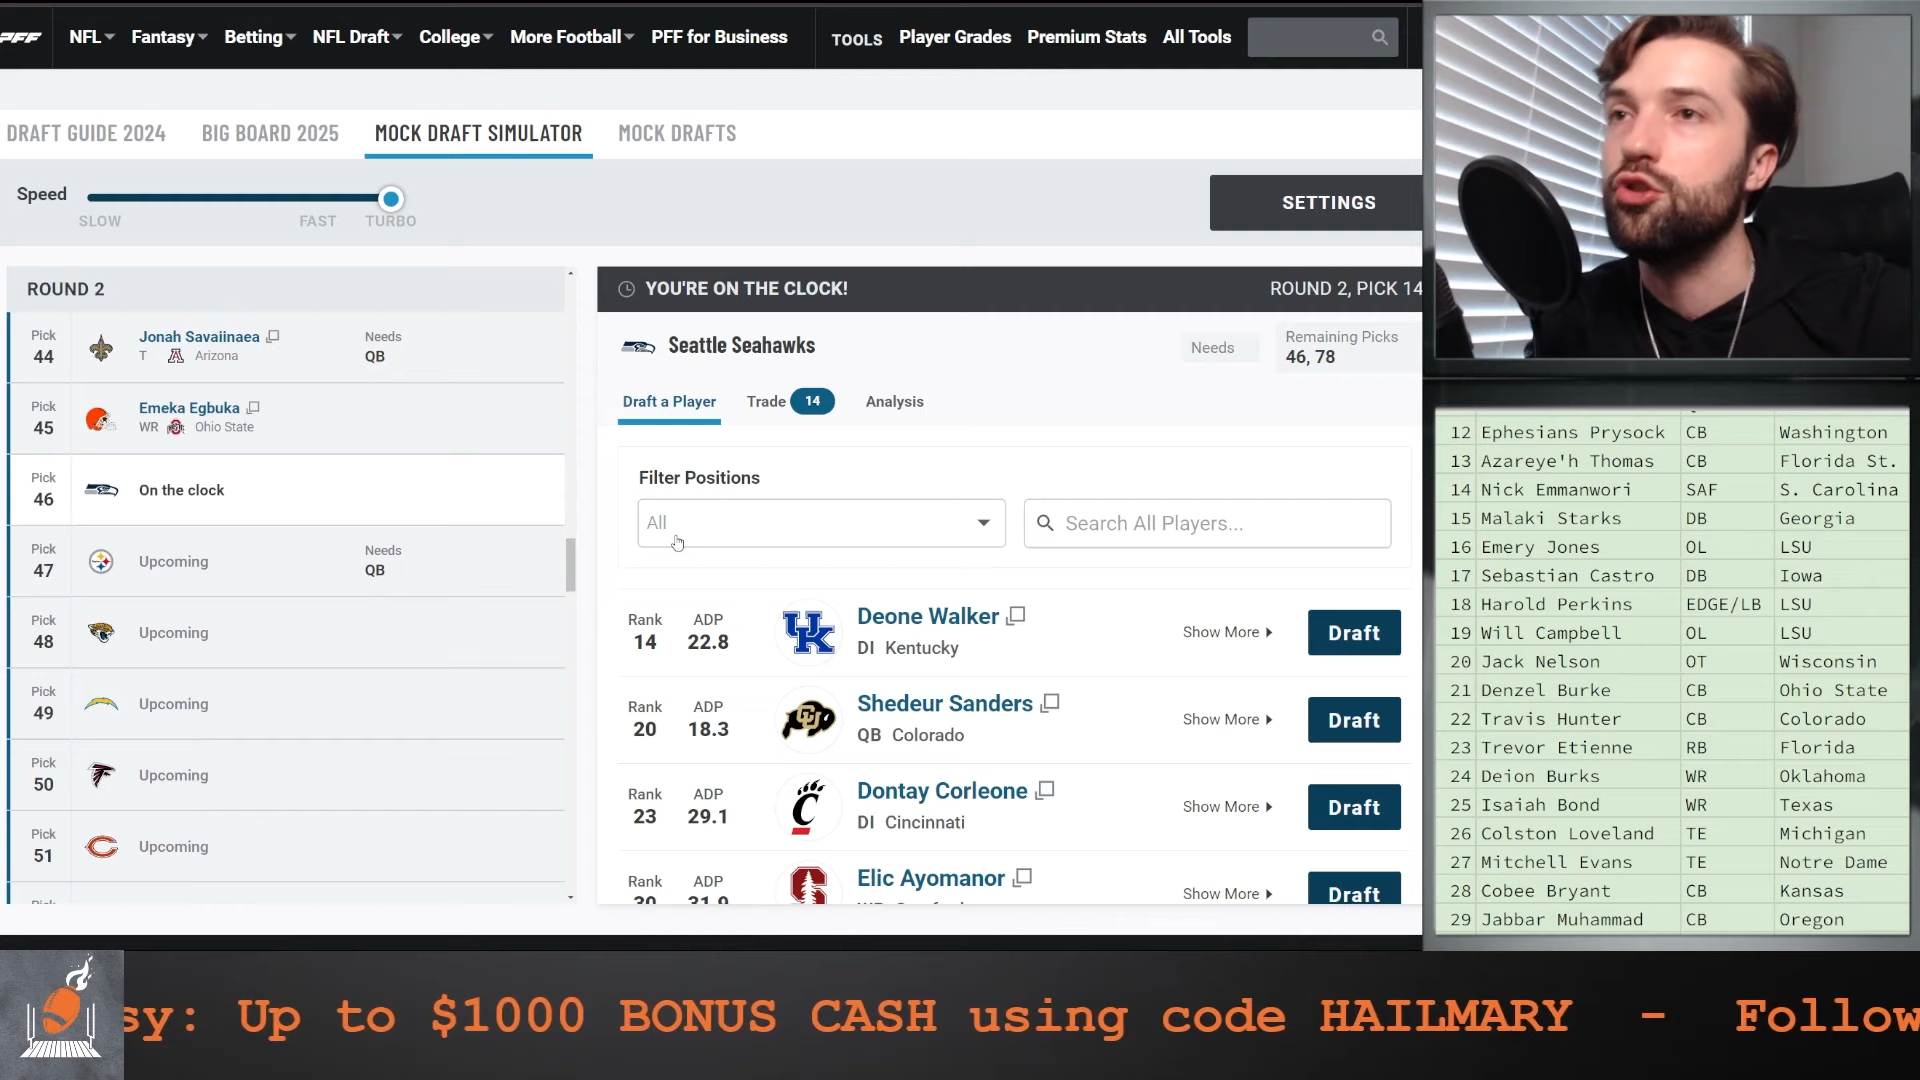 PFF
NFL
Fantasy
Betting
NFL Draft
College
More Football
PFF for Business
TOOLS
Player Grades
Premium Stats
All Tools
DRAFT GUIDE 2024
BIG BOARD 2025
MOCK DRAFT SIMULATOR
MOCK DRAFTS
Speed
SLOW
FAST
TURBO
SETTINGS
ROUND 2
Pick 44
Jonah Savaiinaea
T Arizona
Needs
QB
Pick 45
Emeka Egbuka
WR Ohio State
Pick 46
On the clock
Pick 47
Upcoming
Needs
QB
Pick 48
Upcoming
Pick 49
Upcoming
Pick 50
Upcoming
Pick 51
Upcoming
YOU'RE ON THE CLOCK!
ROUND 2, PICK 14
Seattle Seahawks
Needs
Remaining Picks
46, 78
Draft a Player
Trade 14
Analysis
Filter Positions
All
Search All Players...
Rank 14
ADP 22.8
Deone Walker
DI Kentucky
Show More
Draft
Rank 20
ADP 18.3
Shedeur Sanders
QB Colorado
Show More
Draft
Rank 23
ADP 29.1
Dontay Corleone
DI Cincinnati
Show More
Draft
Rank 30
ADP 31.9
Elic Ayomanor
Show More
Draft
12 Ephesians Prysock CB Washington
13 Azareye'h Thomas CB Florida St.
14 Nick Emmanwori SAF S. Carolina
15 Malaki Starks DB Georgia
16 Emery Jones OL LSU
17 Sebastian Castro DB Iowa
18 Harold Perkins EDGE/LB LSU
19 Will Campbell OL LSU
20 Jack Nelson OT Wisconsin
21 Denzel Burke CB Ohio State
22 Travis Hunter CB Colorado
23 Trevor Etienne RB Florida
24 Deion Burks WR Oklahoma
25 Isaiah Bond WR Texas
26 Colston Loveland TE Michigan
27 Mitchell Evans TE Notre Dame
28 Cobee Bryant CB Kansas
29 Jabbar Muhammad CB Oregon
sy: Up to $1000 BONUS CASH using code HAILMARY - Follow